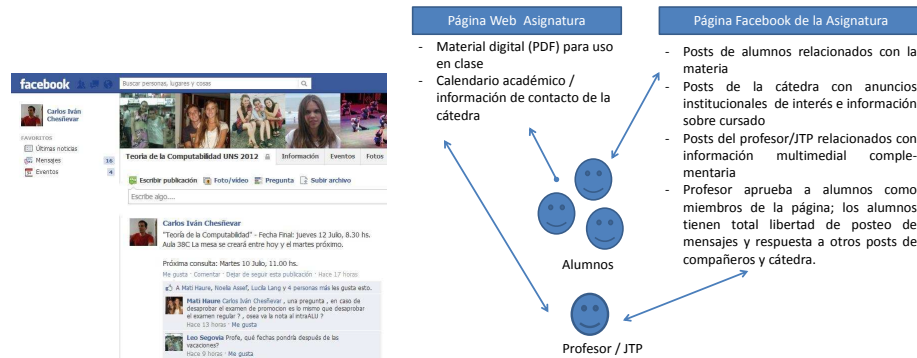 facebook
Buscar personas, lugares y cosas
Carlos Iván
Chesñevar
FAVORITOS
Últimas noticias
Mensajes 16
Eventos 4
Teoria de la Computabilidad UNS 2012 Información Eventos Fotos
Escribir publicación Foto/vídeo Pregunta Subir archivo
Escribe algo....
Carlos Iván Chesñevar
"Teoría de la Computabilidad" - Fecha Final: jueves 12 Julio, 8.30 hs.
Aula 38C La mesa se creará entre hoy y el martes próximo.
Próxima consulta: Martes 10 Julio, 11.00 hs.
Me gusta · Comentar · Dejar de seguir esta publicación · Hace 17 horas
A Mati Haure, Noelia Assef, Lucila Lang y 4 personas más les gusta esto.
Mati Haure Carlos Iván Chesñevar , una pregunta , en caso de
desaprobar el examen de promocion es lo mismo que desaprobar
el examen regular ? , osea va la nota al intraALU ?
Hace 13 horas · Me gusta
Leo Segovia Profe, qué fechas pondría después de las
vacaciones?
Hace 9 horas · Me gusta
Página Web Asignatura
- Material digital (PDF) para uso
en clase
- Calendario académico /
información de contacto de la
cátedra
Alumnos
Profesor / JTP
Página Facebook de la Asignatura
- Posts de alumnos relacionados con la
materia
- Posts de la cátedra con anuncios
institucionales de interés e información
sobre cursado
- Posts del profesor/JTP relacionados con
información multimedial comple-
mentaria
- Profesor aprueba a alumnos como
miembros de la página; los alumnos
tienen total libertad de posteo de
mensajes y respuesta a otros posts de
compañeros y cátedra.